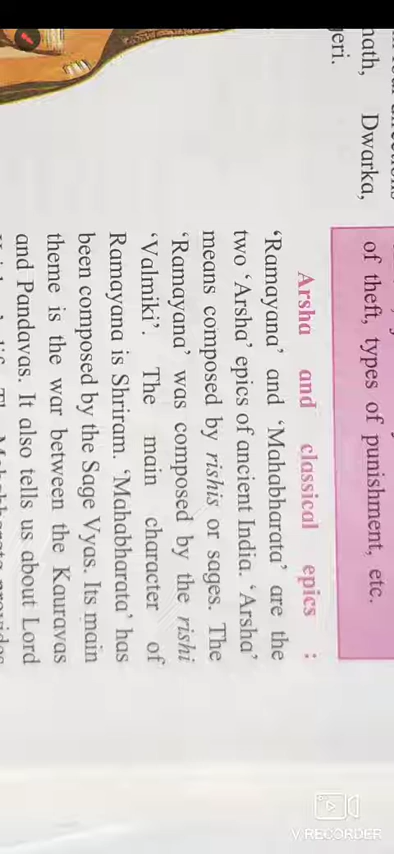 nath, Dwarka,
eri.
of theft, types of punishment, etc.
Arsha and classical epics :
‘Ramayana’ and ‘Mahabharata’ are the
two ‘Arsha’ epics of ancient India. ‘Arsha’
means composed by rishis or sages. The
‘Ramayana’ was composed by the rishi
‘Valmiki’. The main character of
Ramayana is Shriram. ‘Mahabharata’ has
been composed by the Sage Vyas. Its main
theme is the war between the Kauravas
and Pandavas. It also tells us about Lord
V.RECORDER